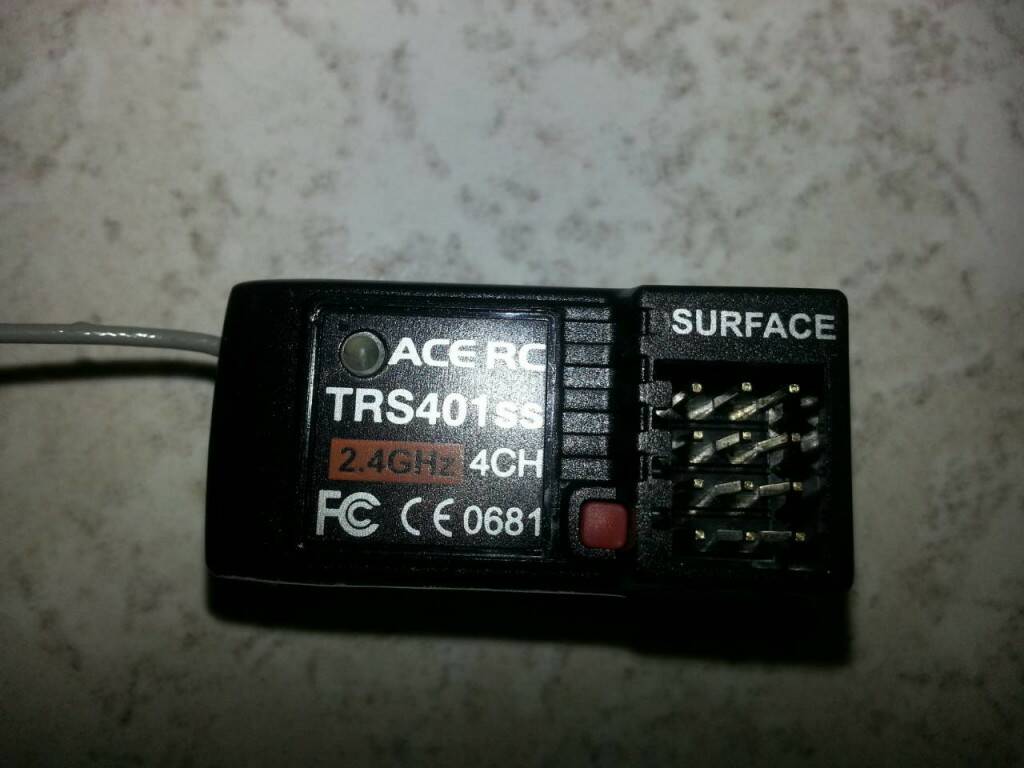 SURFACE
ACE RC
TRS401ss
2.4GHz 4CH
FC CE 0681